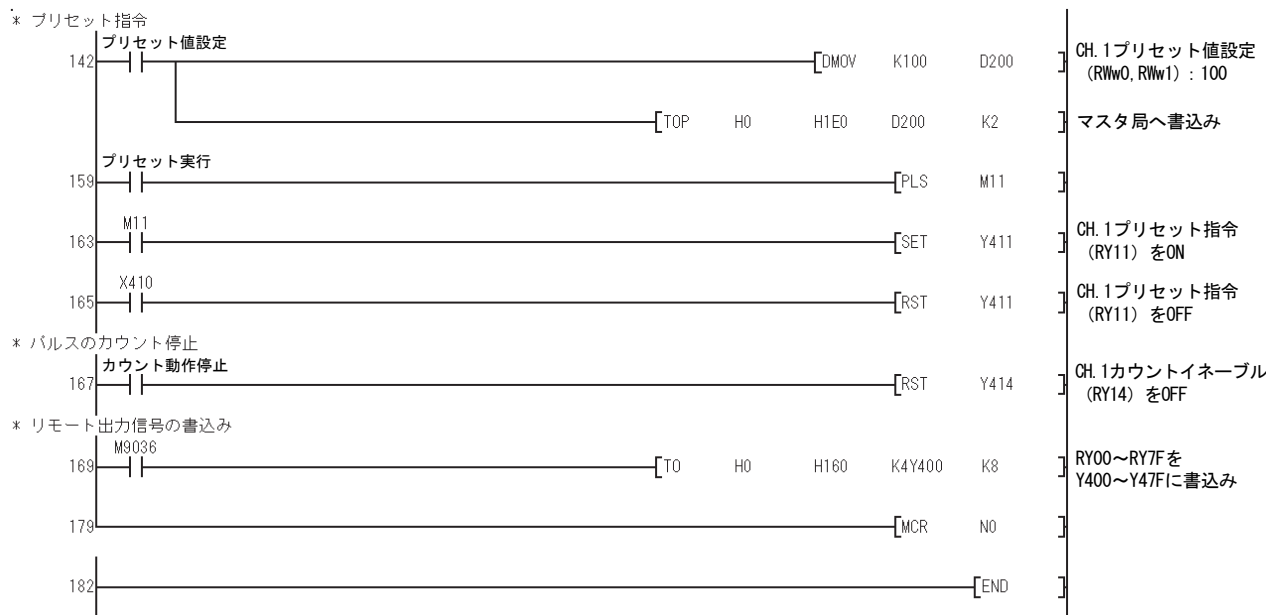 * プリセット指令
プリセット値設定
142 DMOV K100 D200 CH.1プリセット値設定
(RWw0,RWw1) : 100
TOP H0 H1E0 D200 K2 マスタ局へ書込み
プリセット実行
159 PLS M11
M11
163 SET Y411 CH.1プリセット指令
(RY11) をON
X410
165 RST Y411 CH.1プリセット指令
(RY11) をOFF
* パルスのカウント停止
カウント動作停止
167 RST Y414 CH.1カウントイネーブル
(RY14) をOFF
* リモート出力信号の書込み
M9036
169 TO H0 H160 K4Y400 K8 RY00～RY7Fを
Y400～Y47Fに書込み
179 MCR N0
182 END